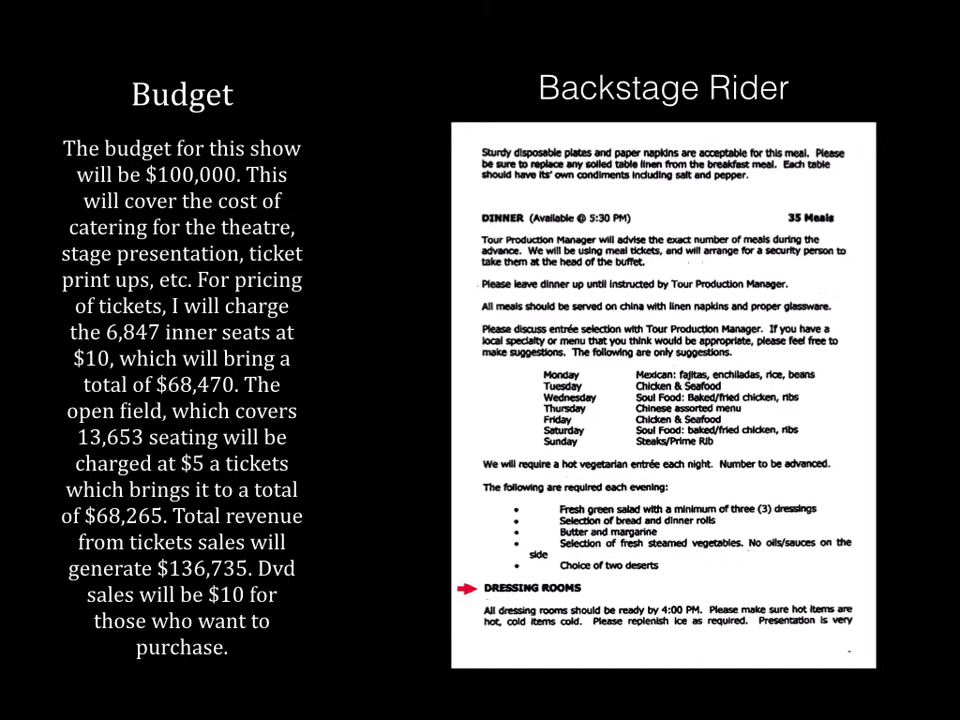 Budget
The budget for this show
will be $100,000. This
will cover the cost of
catering for the theatre,
stage presentation, ticket
print ups, etc. For pricing
of tickets, I will charge
the 6,847 inner seats at
$10, which will bring a
total of $68,470. The
open field, which covers
13,653 seating will be
charged at $5 a tickets
which brings it to a total
of $68,265. Total revenue
from tickets sales will
generate $136,735. Dvd
sales will be $10 for
those who want to
purchase.
Backstage Rider
Sturdy disposable plates and paper napkins are acceptable for this meal. Please
be sure to replace any soiled table linen from the breakfast meal. Each table
should have its' own condiments including salt and pepper.
DINNER (Available @ 5:30 PM) 35 Meals
Tour Production Manager will advise the exact number of meals during the
advance. We will be using meal tickets, and will arrange for a security person to
take them at the head of the buffet.
Please leave dinner up until instructed by Tour Production Manager.
All meals should be served on china with linen napkins and proper glassware.
Please discuss entrée selection with Tour Production Manager. If you have a
local specialty or menu that you think would be appropriate, please feel free to
make suggestions. The following are only suggestions.
Monday Mexican: fajitas, enchiladas, rice, beans
Tuesday Chicken & Seafood
Wednesday Soul Food: Baked/fried chicken, ribs
Thursday Chinese assorted menu
Friday Chicken & Seafood
Saturday Soul Food: baked/fried chicken, ribs
Sunday Steaks/Prime Rib
We will require a hot vegetarian entrée each night. Number to be advanced.
The following are required each evening:
• Fresh green salad with a minimum of three (3) dressings
• Selection of bread and dinner rolls
• Butter and margarine
• Selection of fresh steamed vegetables. No oils/sauces on the
side
• Choice of two deserts
DRESSING ROOMS
All dressing rooms should be ready by 4:00 PM. Please make sure hot items are
hot, cold items cold. Please replenish ice as required. Presentation is very